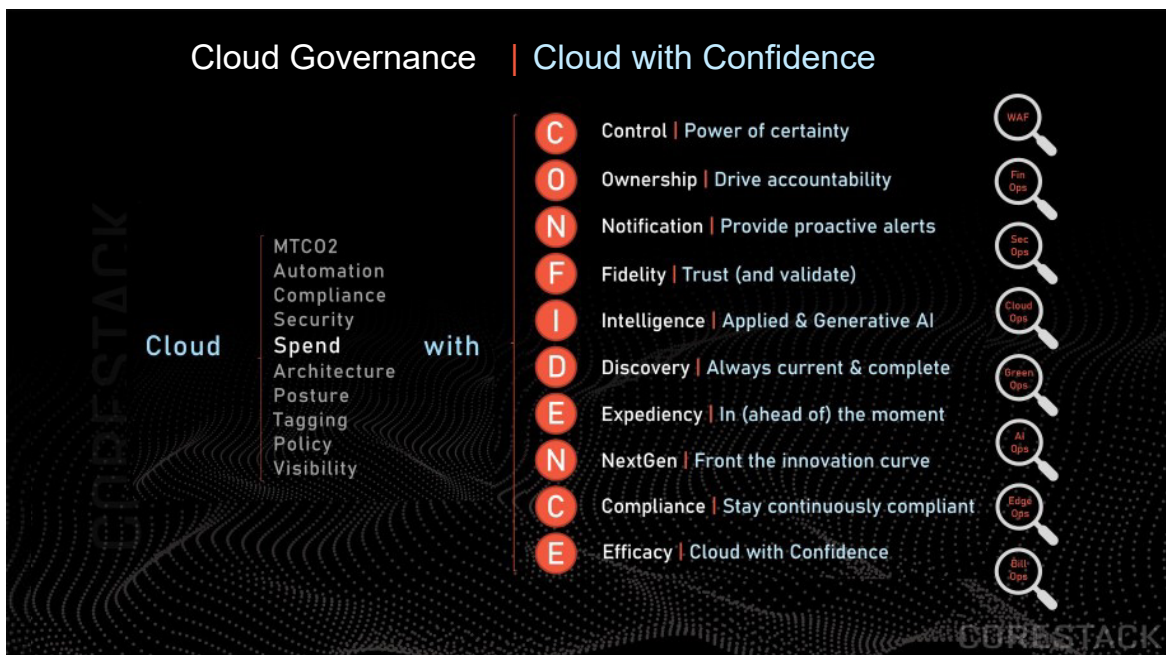 Cloud Governance | Cloud with Confidence
CORESTACK
Cloud
MTCO2
Automation
Compliance
Security
Spend
Architecture
Posture
Tagging
Policy
Visibility
with
C Control | Power of certainty
O Ownership | Drive accountability
N Notification | Provide proactive alerts
F Fidelity | Trust (and validate)
I Intelligence | Applied & Generative AI
D Discovery | Always current & complete
E Expediency | In (ahead of) the moment
N NextGen | Front the innovation curve
C Compliance | Stay continuously compliant
E Efficacy | Cloud with Confidence
WAF
Fin
Ops
Sec
Ops
Cloud
Ops
Green
Ops
AI
Ops
Edge
Ops
Bill
Ops
CORESTACK